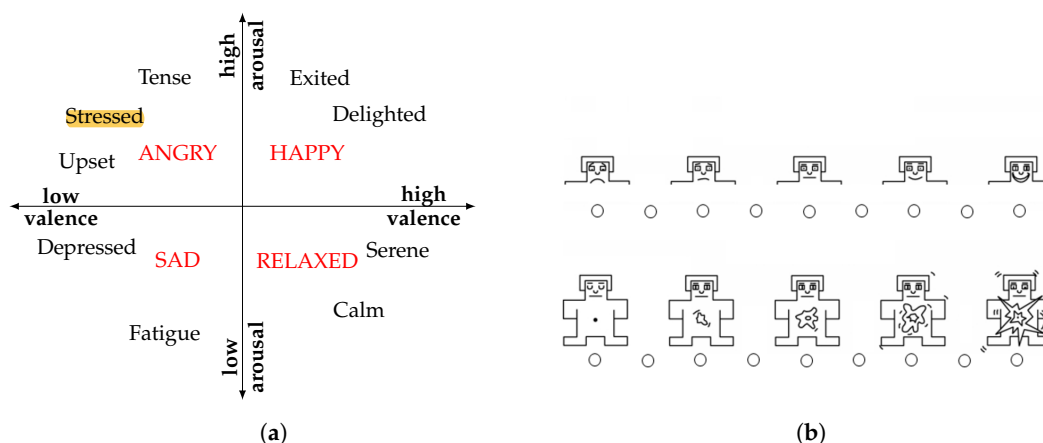 high
arousal
Tense
Exited
Stressed
Delighted
Upset
ANGRY
HAPPY
low
valence
high
valence
Depressed
SAD
RELAXED
Serene
Calm
Fatigue
low
arousal
(a)
(b)